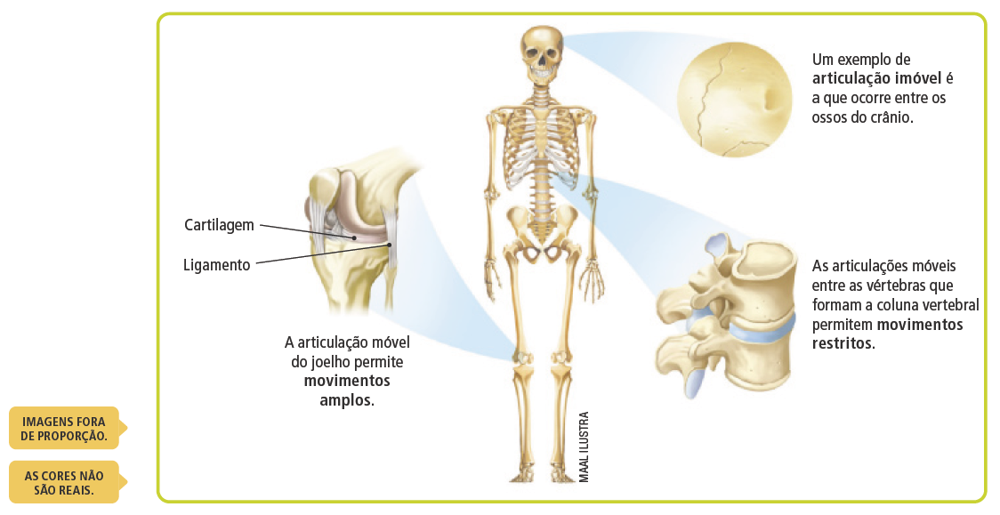 Um exemplo de
articulação imóvel é
a que ocorre entre os
ossos do crânio.
Cartilagem
Ligamento
A articulação móvel
do joelho permite
movimentos
amplos.
As articulações móveis
entre as vértebras que
formam a coluna vertebral
permitem movimentos
restritos.
MAAL ILUSTRA
IMAGENS FORA
DE PROPORÇÃO.
AS CORES NÃO
SÃO REAIS.